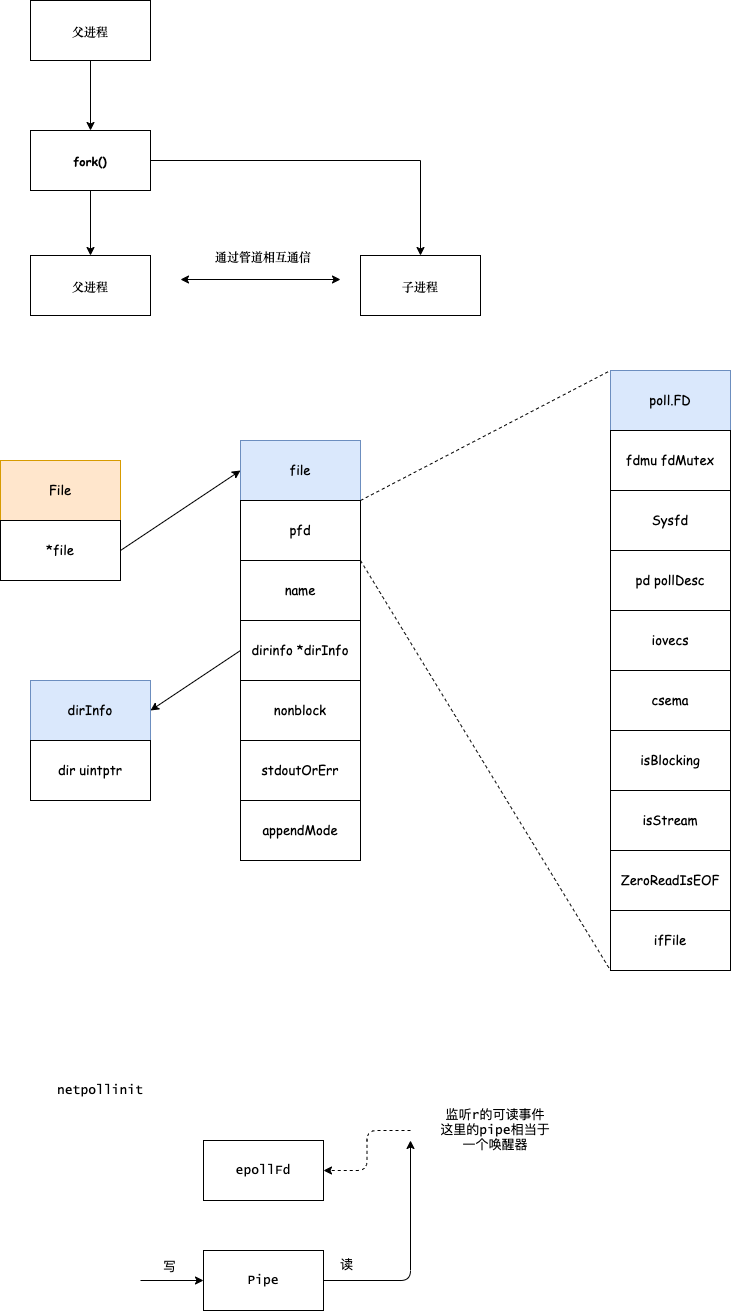 父进程
fork()
通过管道相互通信
父进程
子进程
File
*file
dirInfo
dir uintptr
file
pfd
name
dirinfo *dirInfo
nonblock
stdoutOrErr
appendMode
poll.FD
fdmu fdMutex
Sysfd
pd pollDesc
iovecs
csema
isBlocking
isStream
ZeroReadIsEOF
ifFile
netpollinit
监听r的可读事件
这里的pipe相当于
一个唤醒器
epollFd
写
Pipe
读